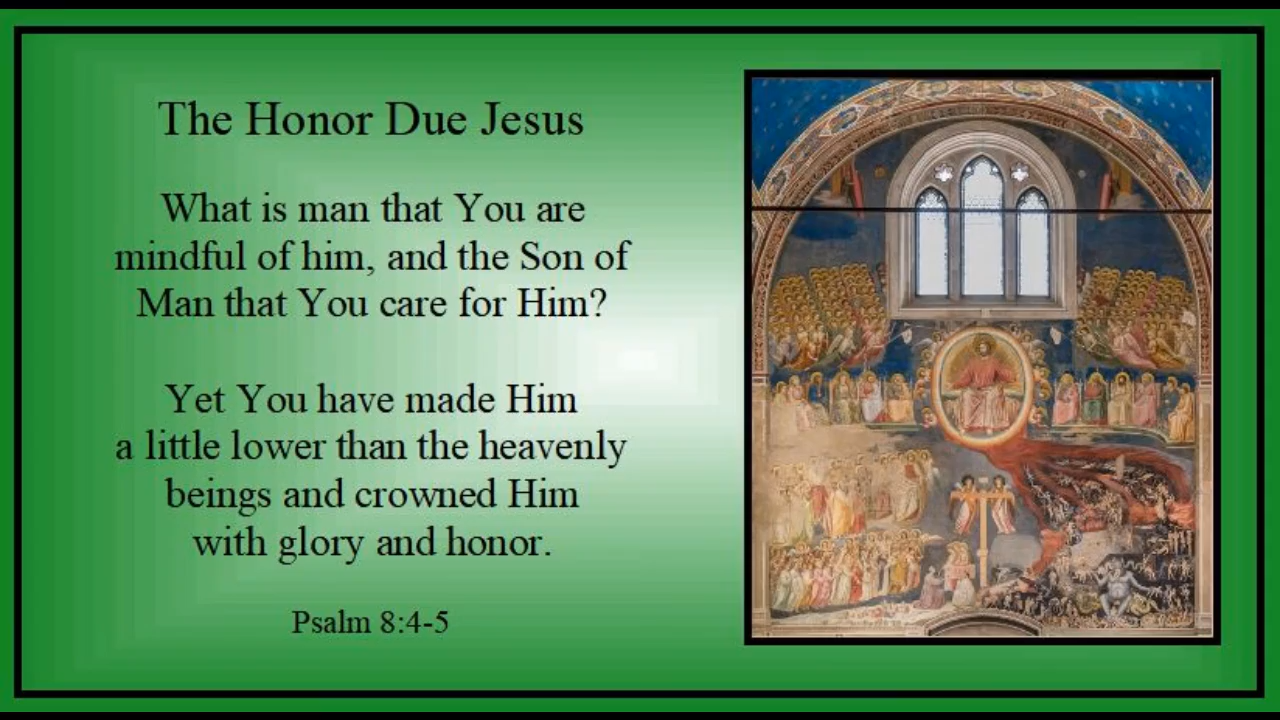 The Honor Due Jesus
What is man that You are
mindful of him, and the Son of
Man that You care for Him?
Yet You have made Him
a little lower than the heavenly
beings and crowned Him
with glory and honor.
Psalm 8:4-5